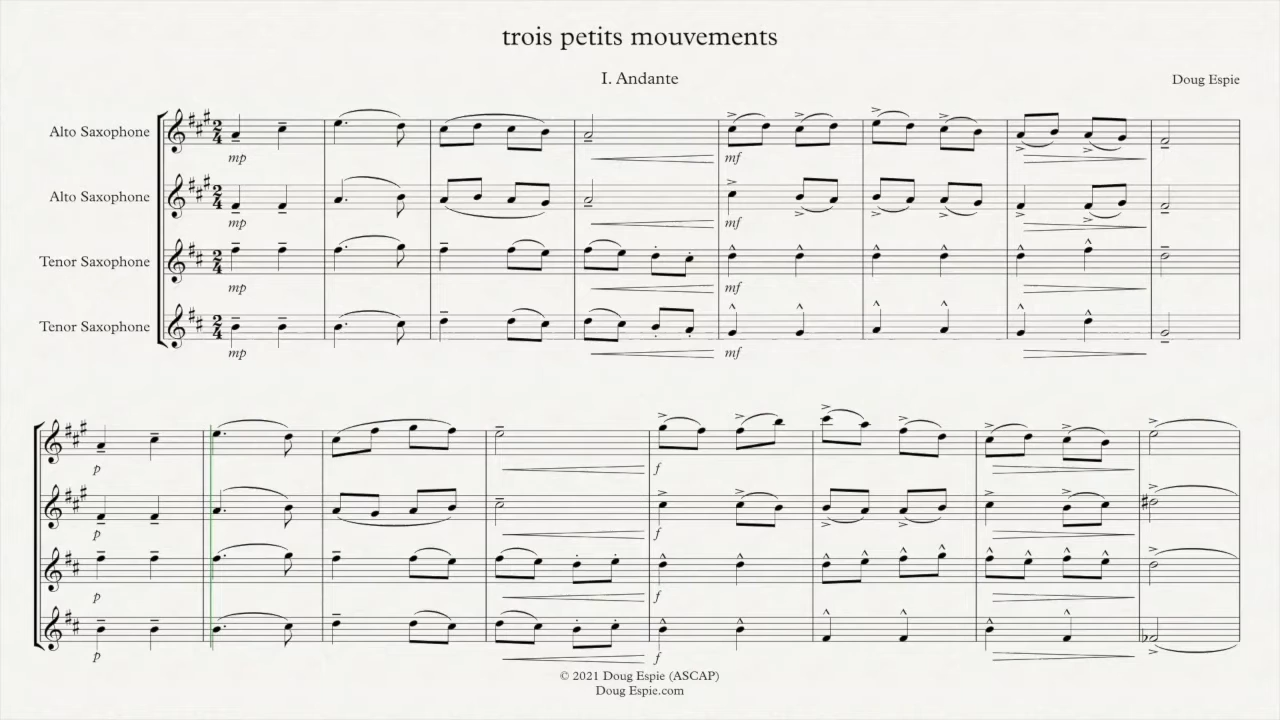 trois petits mouvements
I. Andante
Doug Espie
Alto Saxophone
mp
mf
Alto Saxophone
mp
mf
Tenor Saxophone
mp
mf
Tenor Saxophone
mp
mf
p
f
p
f
p
f
p
f
© 2021 Doug Espie (ASCAP)
Doug Espie.com